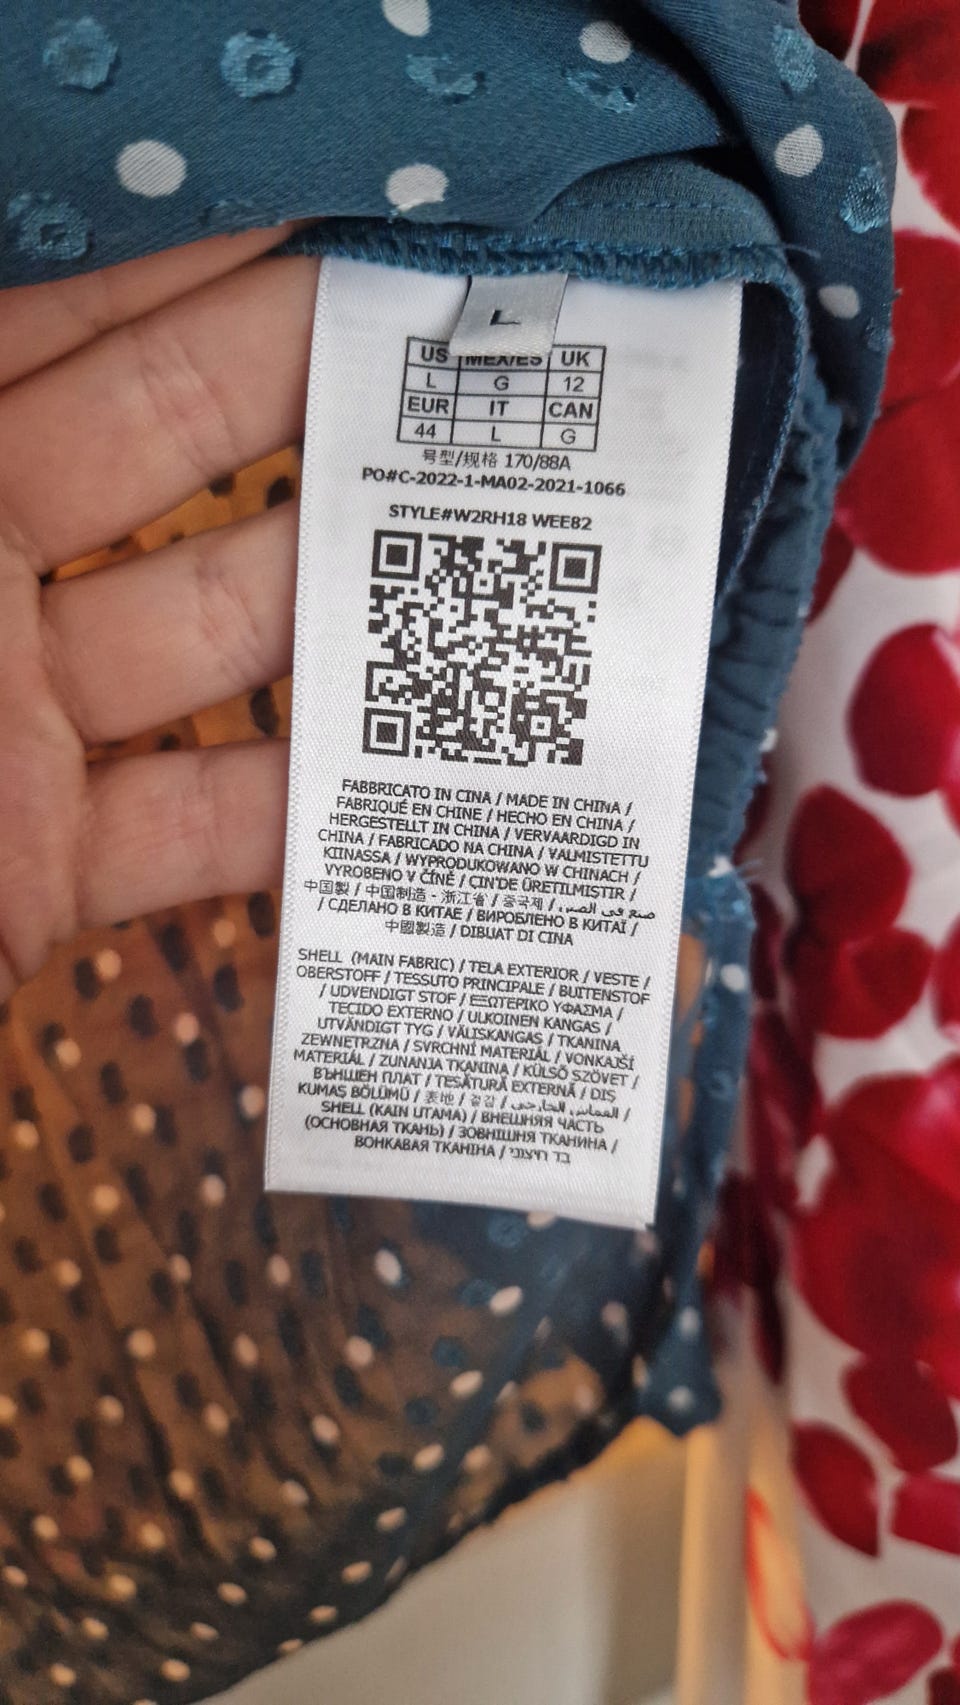 L
US MEX/ES UK
L G 12
EUR IT CAN
44 L G
号型/规格 170/88A
PO#C-2022-1-MA02-2021-1066
STYLE#W2RH18 WEE82
FABBRICATO IN CINA / MADE IN CHINA /
FABRIQUÉ EN CHINE / HECHO EN CHINA /
HERGESTELLT IN CHINA / VERVAARDIGD IN
CHINA / FABRICADO NA CHINA / VALMISTETTU
KIINASSA / WYPRODUKOWANO W CHINACH /
VYROBENO V ČÍNĚ / ÇIN'DE ÜRETILMIŞTIR /
中国製 / 中国制造 - 浙江省 / 중국제 / صنع في الصين
/ СДЕЛАНО В КИТАЕ / ВИРОБЛЕНО В КИТАЇ /
中國製造 / DIBUAT DI CINA
SHELL (MAIN FABRIC) / TELA EXTERIOR / VESTE /
OBERSTOFF / TESSUTO PRINCIPALE / BUITENSTOF
/ UDVENDIGT STOF / ΕΞΩΤΕΡΙΚΟ ΥΦΑΣΜΑ /
TECIDO EXTERNO / ULKOINEN KANGAS /
UTVÄNDIGT TYG / VÄLISKANGAS / TKANINA
ZEWNETRZNA / SVRCHNÍ MATERIÁL / VONKAJŠÍ
MATERIÁL / ZUNANJA TKANINA / KÜLSŐ SZÖVET /
ВЪНШЕН ПЛАТ / TESĂTURĂ EXTERNĂ / DIŞ
KUMAŞ BÖLÜMÜ / 表地 / 겉감 / القماش الخارجي /
SHELL (KAIN UTAMA) / ВНЕШНЯЯ ЧАСТЬ
(ОСНОВНАЯ ТКАНЬ) / ЗОВНІШНЯ ТКАНИНА /
ВОНКАВАЯ ТКАНІНА / בד חיצוני